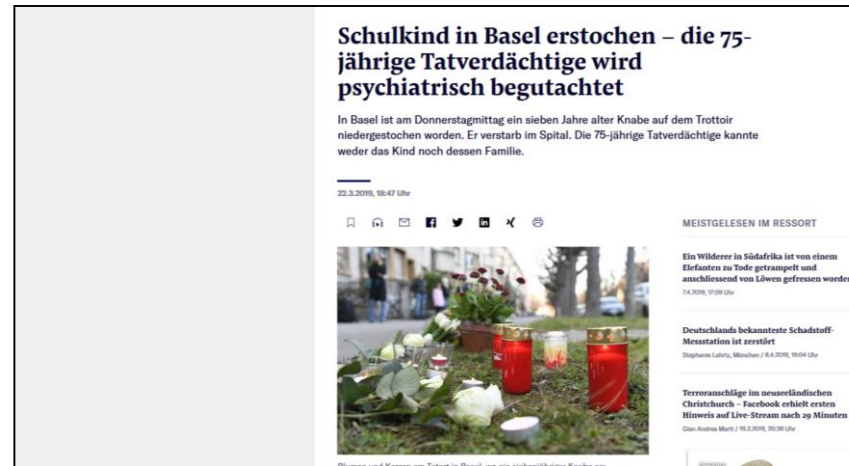 Schulkind in Basel erstochen – die 75-
jährige Tatverdächtige wird
psychiatrisch begutachtet
In Basel ist am Donnerstagmittag ein sieben Jahre alter Knabe auf dem Trottoir
niedergestochen worden. Er verstarb im Spital. Die 75-jährige Tatverdächtige kannte
weder das Kind noch dessen Familie.
22.3.2019, 18:47 Uhr
MEISTGELESEN IM RESSORT
Ein Wilderer in Südafrika ist von einem
Elefanten zu Tode getrampelt und
anschliessend von Löwen gefressen worden
7.4.2019, 17:09 Uhr
Deutschlands bekannteste Schadstoff-
Messstation ist zerstört
Stephanie Lahrtz, München / 6.4.2019, 19:04 Uhr
Terroranschläge im neuseeländischen
Christchurch – Facebook erhielt ersten
Hinweis auf Live-Stream nach 29 Minuten
Gian Andrea Marti / 19.3.2019, 20:36 Uhr